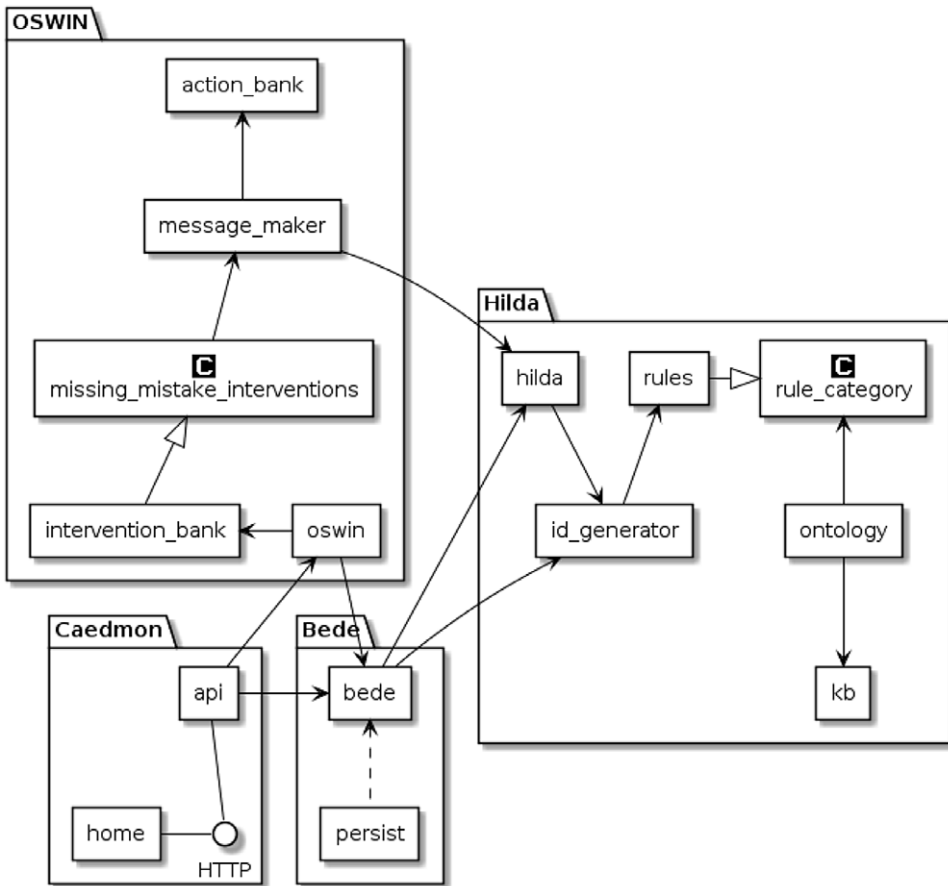 OSWIN
action_bank
message_maker
Hilda
C
missing_mistake_interventions
hilda
rules
C
rule_category
intervention_bank
oswin
id_generator
ontology
Caedmon
Bede
api
bede
kb
home
HTTP
persist